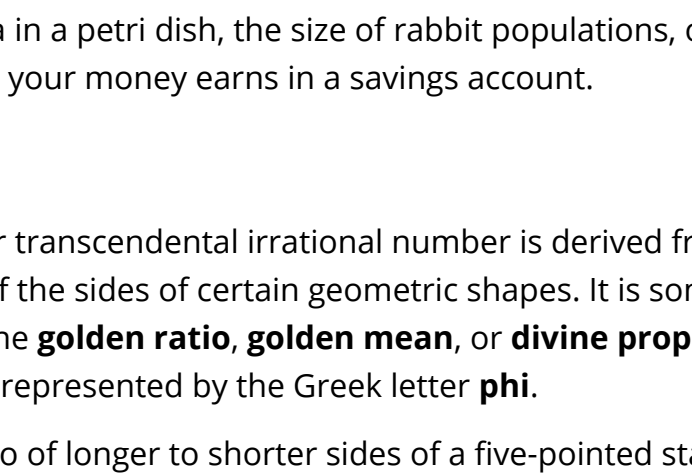 in a petri dish, the size of rabbit populations,
your money earns in a savings account.
transcendental irrational number is derived
the sides of certain geometric shapes. It is
golden ratio, golden mean, or divine
represented by the Greek letter phi.
of longer to shorter sides of a five-pointed